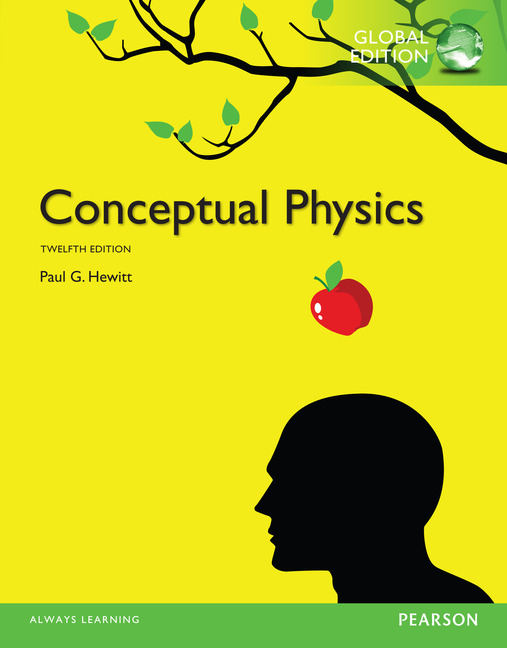 GLOBAL
EDITION
Conceptual Physics
TWELFTH EDITION
Paul G. Hewitt
ALWAYS LEARNING
PEARSON